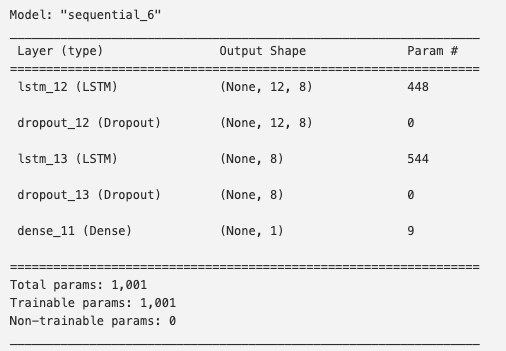 Model: "sequential_6"
Layer (type) Output Shape Param #
lstm_12 (LSTM) (None, 12, 8) 448
dropout_12 (Dropout) (None, 12, 8) 0
lstm_13 (LSTM) (None, 8) 544
dropout_13 (Dropout) (None, 8) 0
dense_11 (Dense) (None, 1) 9
Total params: 1,001
Trainable params: 1,001
Non-trainable params: 0